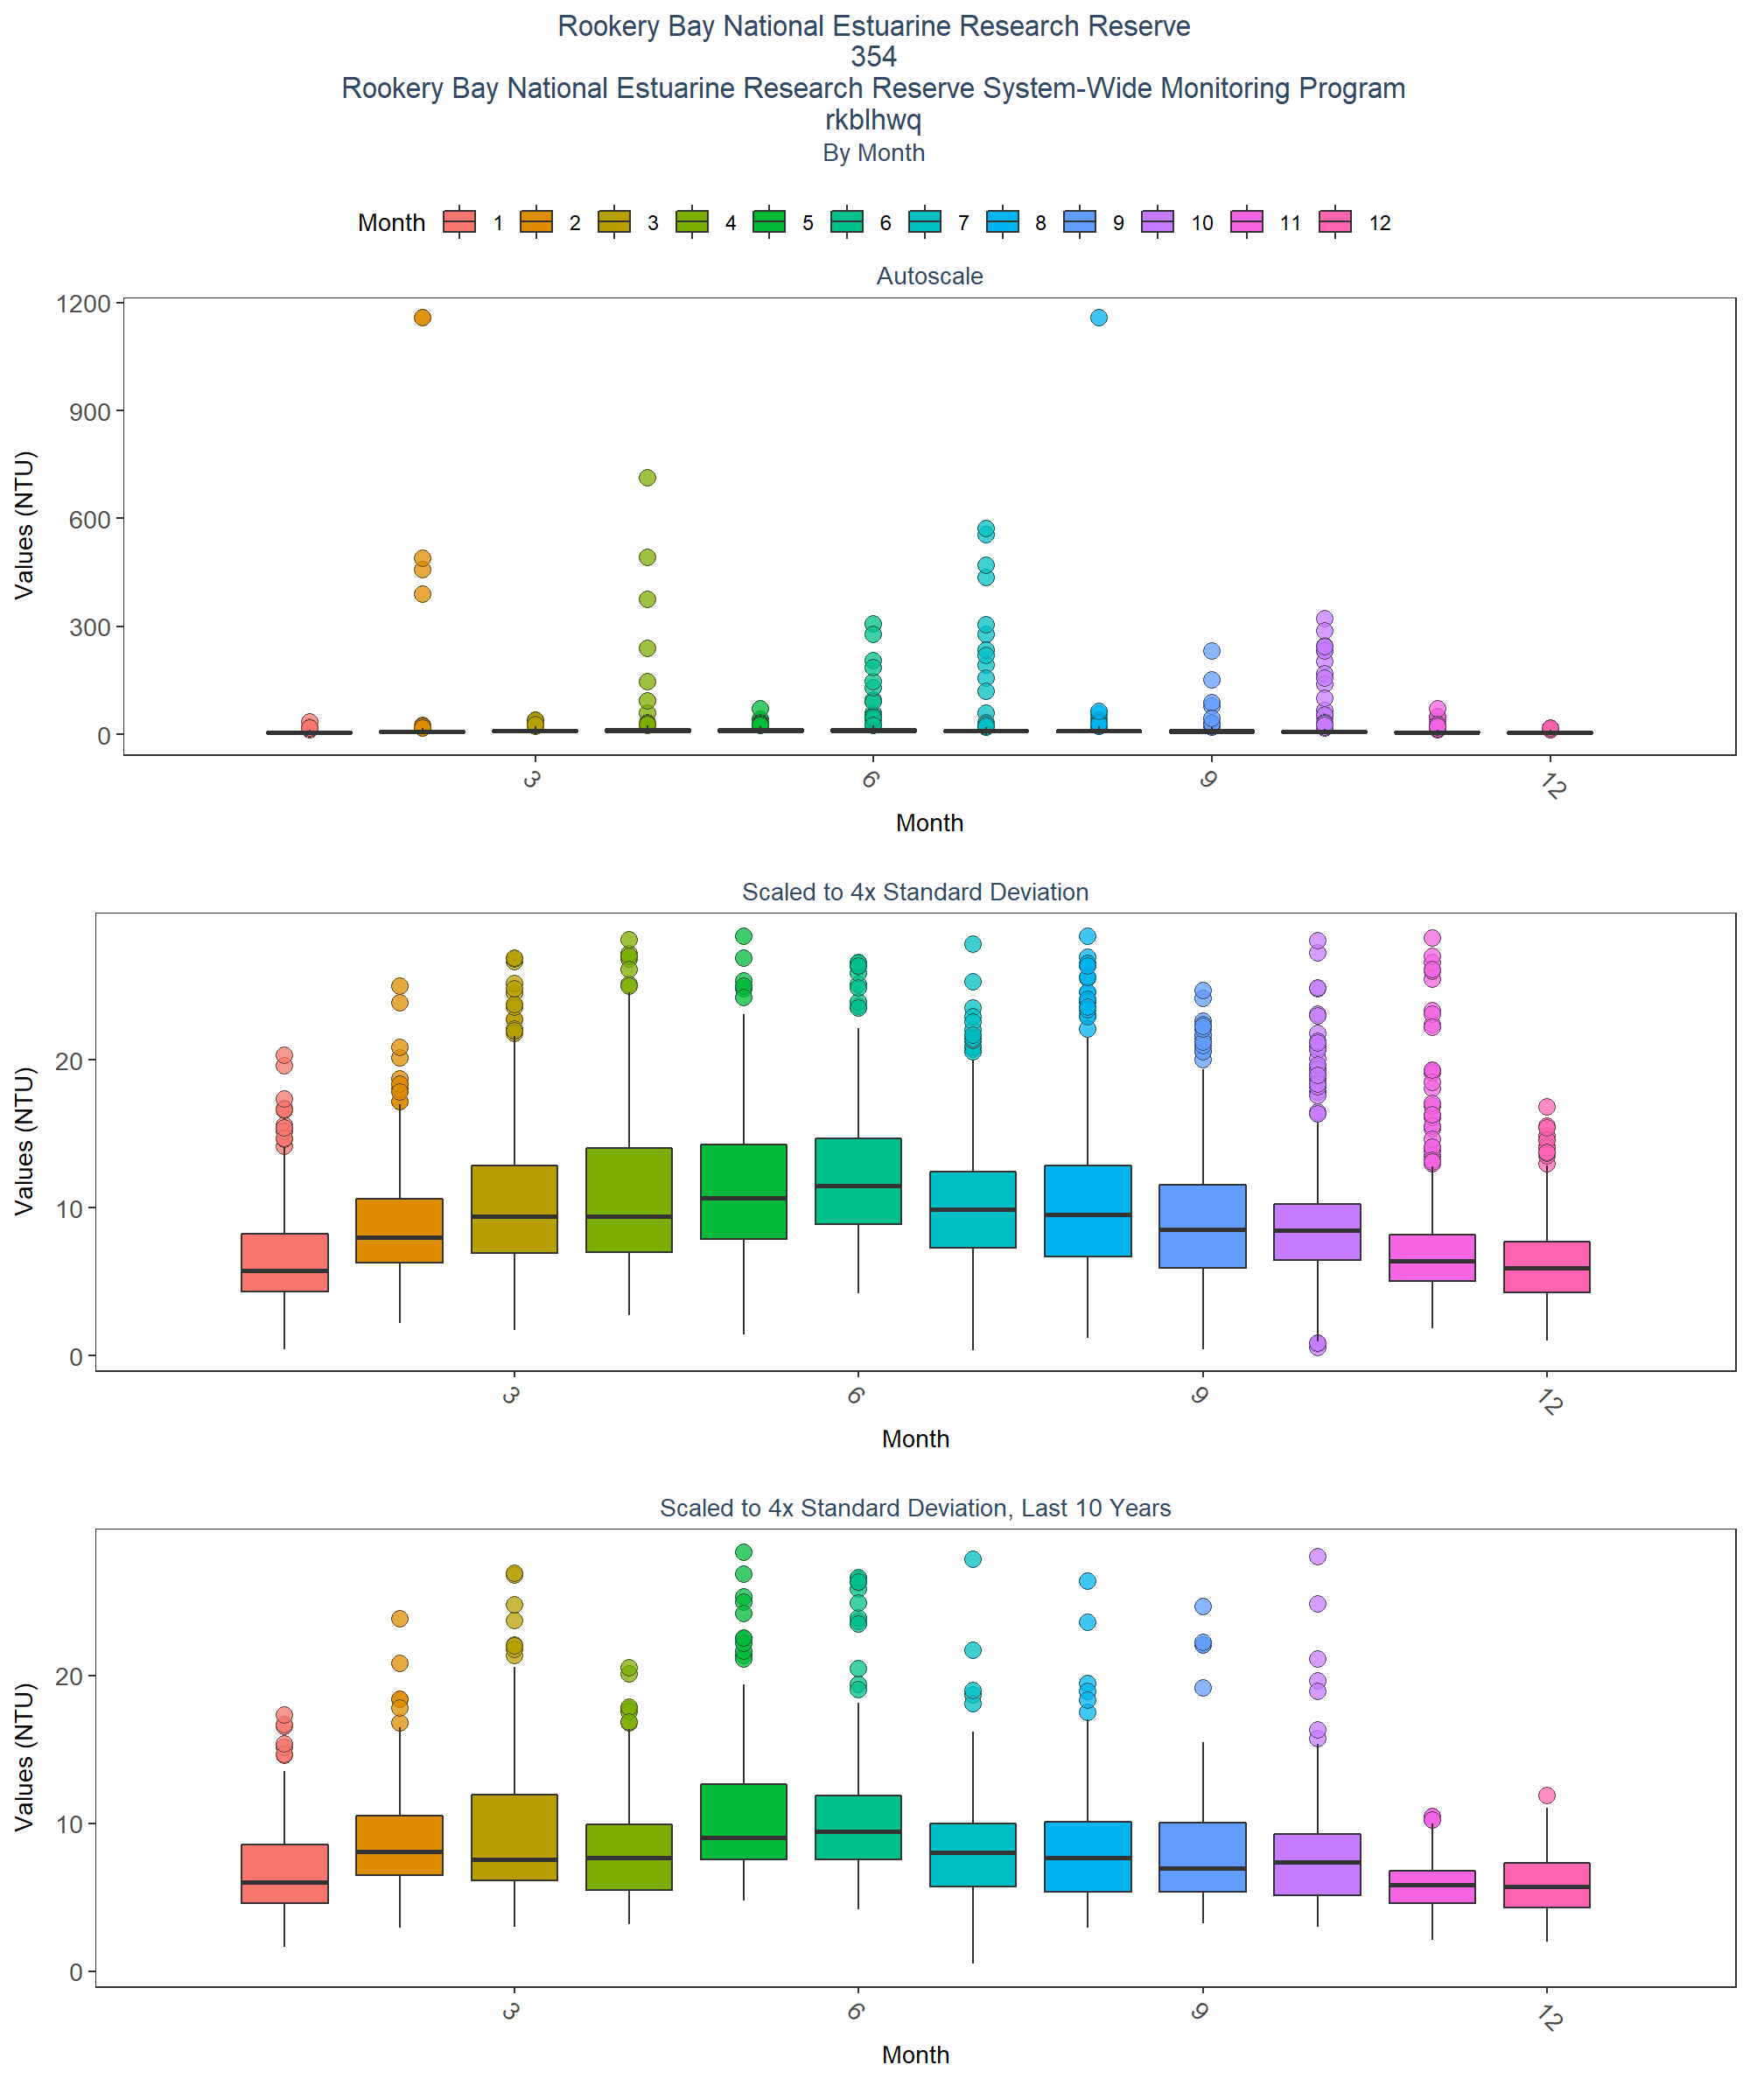 Rookery Bay National Estuarine Research Reserve
354
Rookery Bay National Estuarine Research Reserve System-Wide Monitoring Program
rkblhwq
By Month
Month 1 2 3 4 5 6 7 8 9 10 11 12
Autoscale
Values (NTU)
1200
900
600
300
0
3 6 9 12
Month
Scaled to 4x Standard Deviation
Values (NTU)
20
10
0
3 6 9 12
Month
Scaled to 4x Standard Deviation, Last 10 Years
Values (NTU)
20
10
0
3 6 9 12
Month